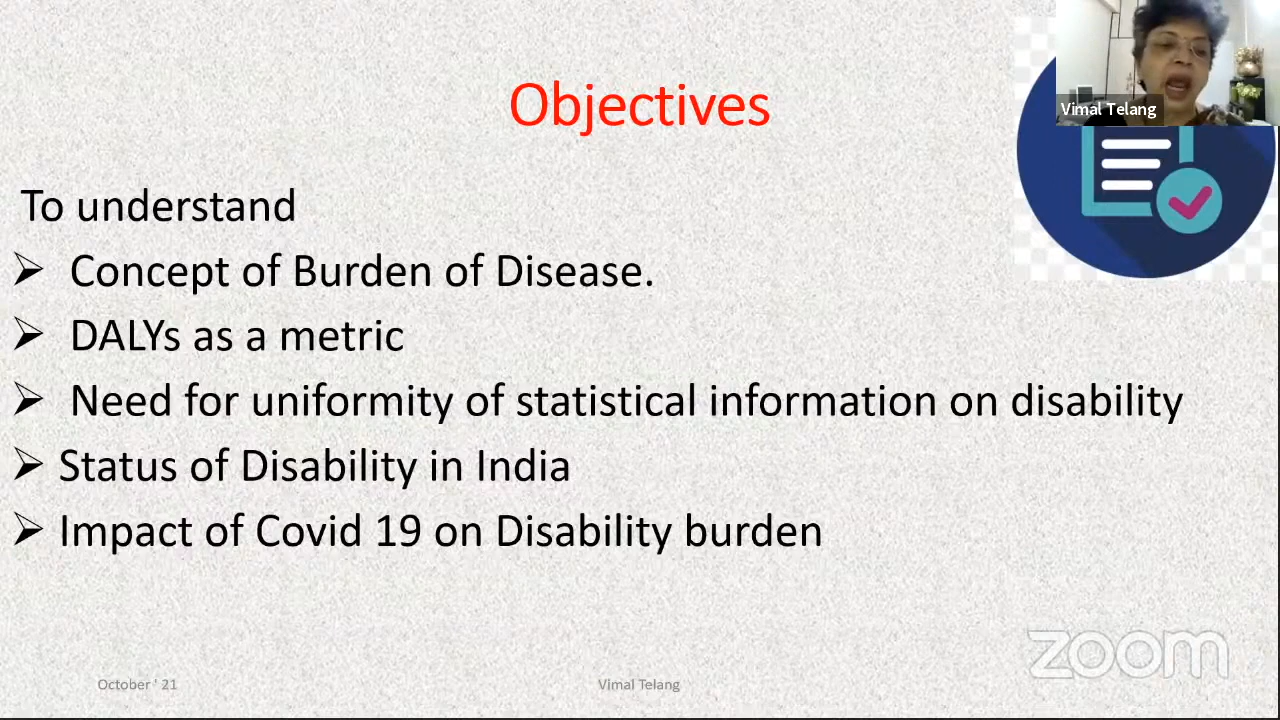 Objectives
Vimal Telang
To understand
➢ Concept of Burden of Disease.
➢ DALYs as a metric
➢ Need for uniformity of statistical information on disability
➢ Status of Disability in India
➢ Impact of Covid 19 on Disability burden
zoom
October ' 21
Vimal Telang